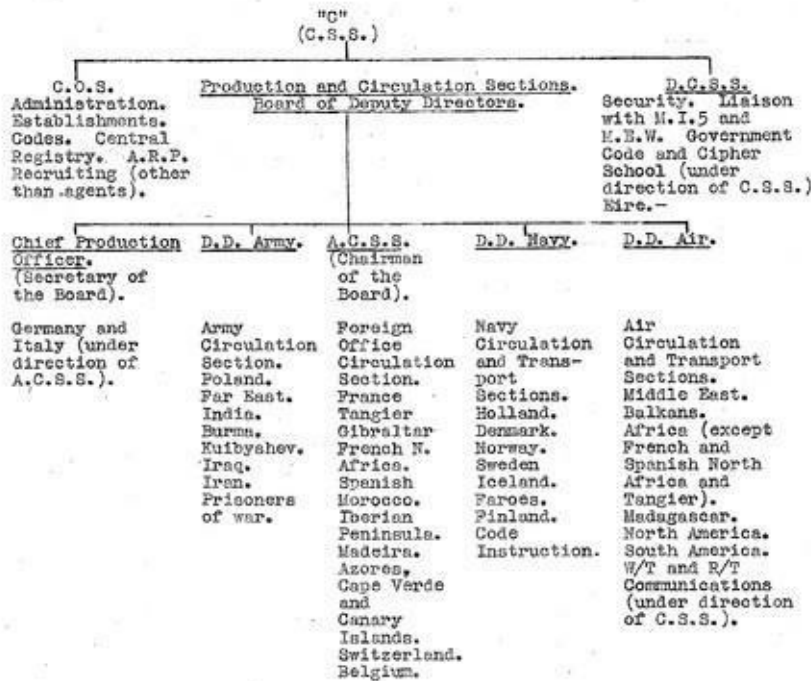 "C"
(C.S.S.)
C.O.S.
Administration.
Establishments.
Codes. Central
Registry. A.R.P.
Recruiting (other
than agents).
Production and Circulation Sections.
Board of Deputy Directors.
D.C.S.S.
Security. Liaison
with M.I.5 and
M.E.W. Government
Code and Cipher
School (under
direction of C.S.S.)
Eire.-
Chief Production
Officer.
(Secretary of
the Board).
Germany and
Italy (under
direction of
A.C.S.S.).
D.D. Army.
Army
Circulation
Section.
Poland.
Far East.
India.
Burma.
Kuibyshev.
Iraq.
Iran.
Prisoners
of war.
A.C.S.S.
(Chairman
of the
Board).
Foreign
Office
Circulation
Section.
France
Tangier
Gibraltar
French N.
Africa.
Spanish
Morocco.
Iberian
Peninsula.
Madeira.
Azores,
Cape Verde
and
Canary
Islands.
Switzerland.
Belgium.
D.D. Navy.
Navy
Circulation
and Trans-
port
Sections.
Holland.
Denmark.
Norway.
Sweden
Iceland.
Faroes.
Finland.
Code
Instruction.
D.D. Air.
Air
Circulation
and Transport
Sections.
Middle East.
Balkans.
Africa (except
French and
Spanish North
Africa and
Tangier).
Madagascar.
North America.
South America.
W/T and R/T
Communications
(under direction
of C.S.S.).